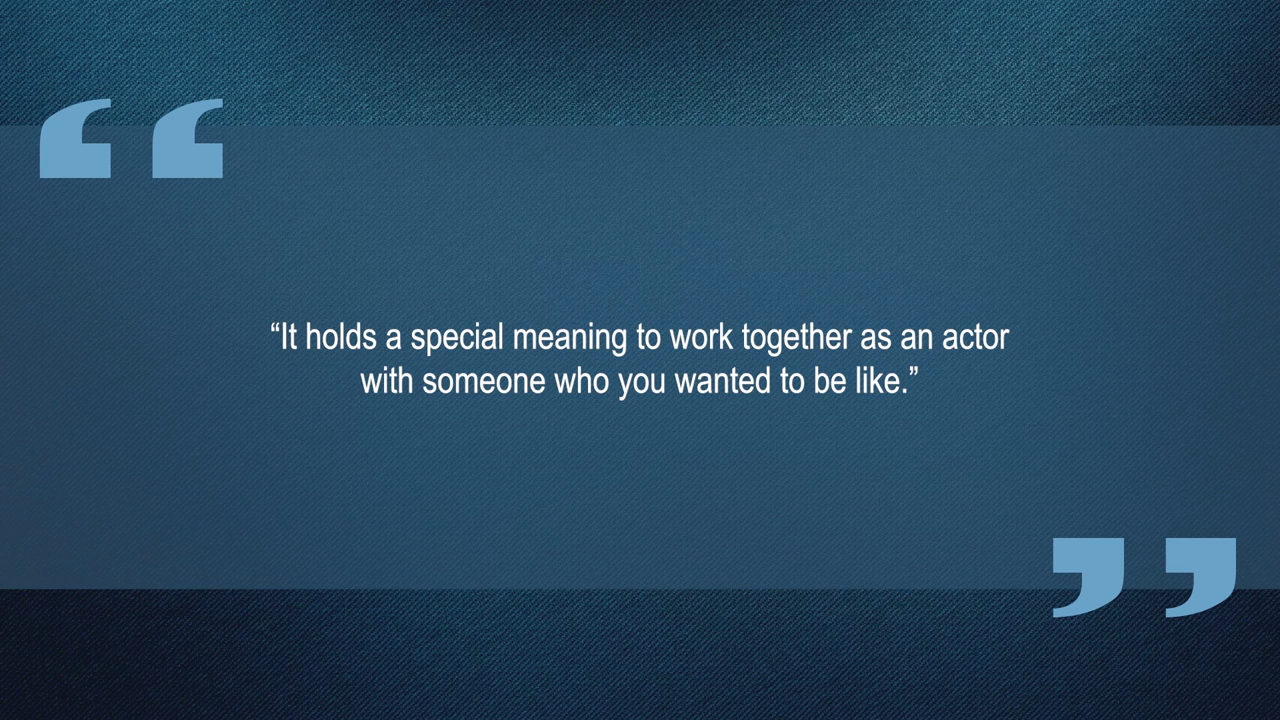 “It holds a special meaning to work together as an actor
with someone who you wanted to be like.”